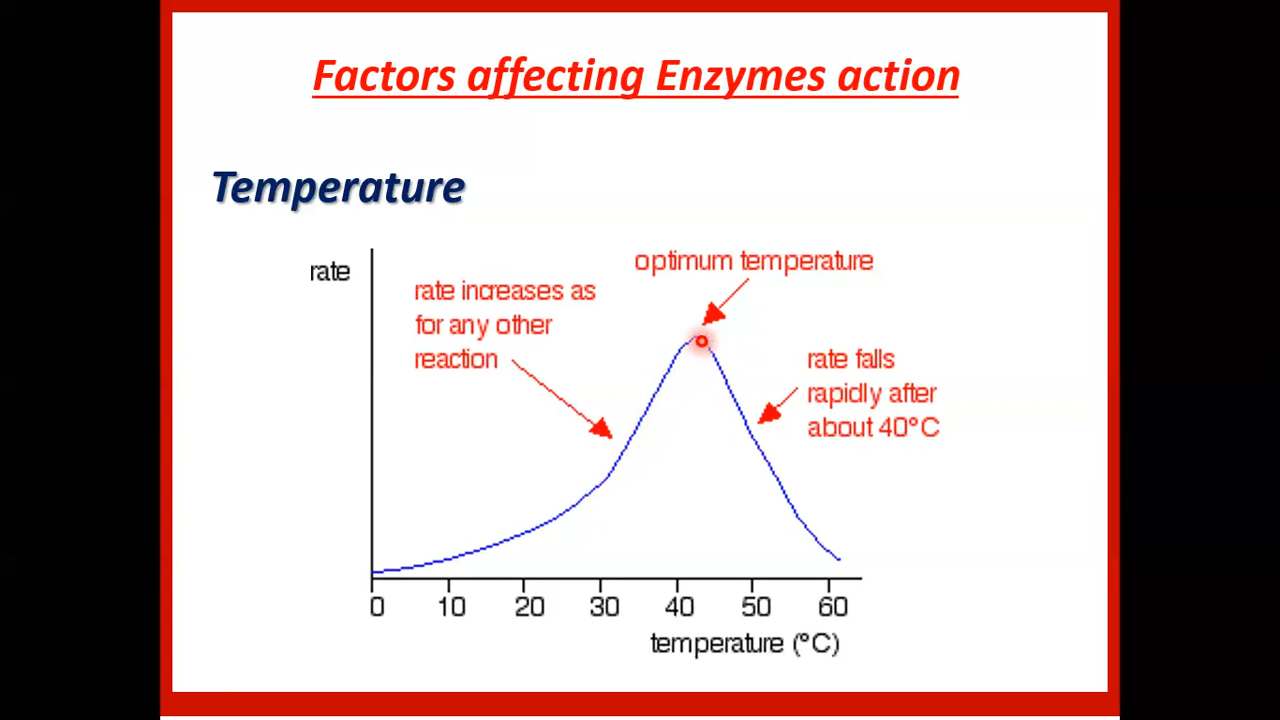 Factors affecting Enzymes action
Temperature
rate
optimum temperature
rate increases as
for any other
reaction
rate falls
rapidly after
about 40°C
0 10 20 30 40 50 60
temperature (°C)